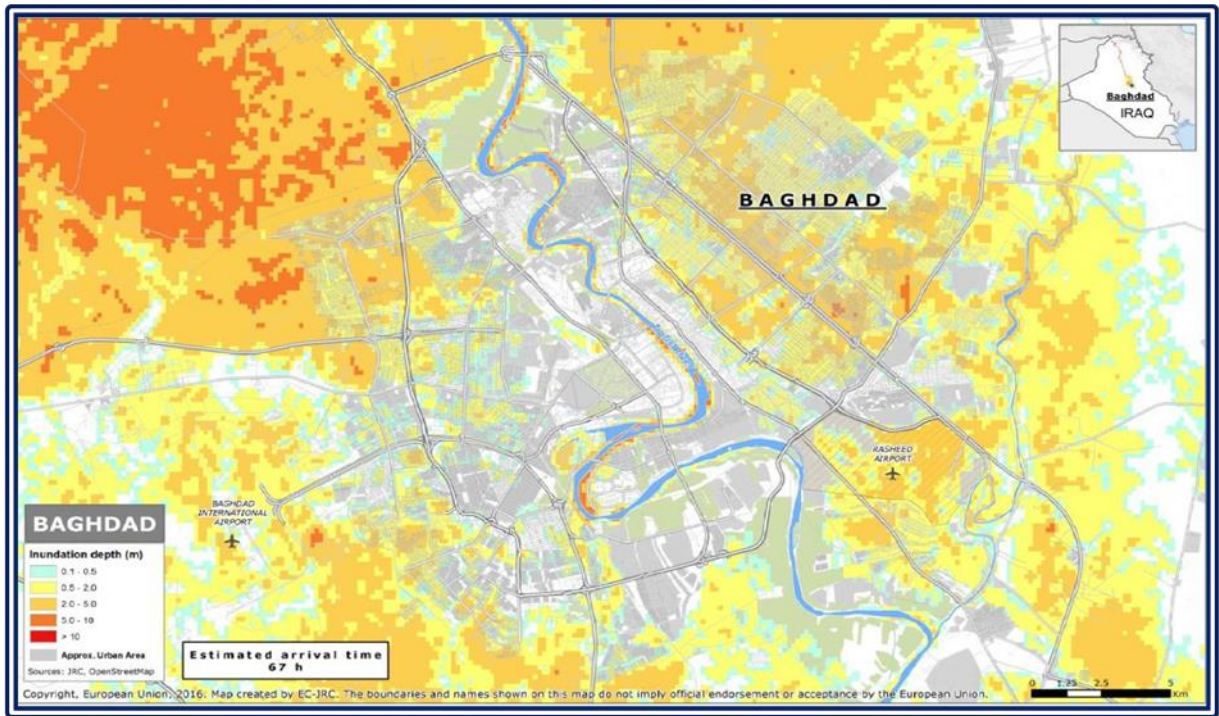 Baghdad
IRAQ
BAGHDAD
RASHEED
AIRPORT
BAGHDAD
INTERNATIONAL
AIRPORT
BAGHDAD
Inundation depth (m)
0.1 - 0.5
0.5 - 2.0
2.0 - 5.0
5.0 - 10
> 10
Approx. Urban Area
Sources: JRC, OpenStreetMap
Estimated arrival time
67 h
0 1.25 2.5 5
Km
Copyright, European Union, 2016. Map created by EC-JRC. The boundaries and names shown on this map do not imply official endorsement or acceptance by the European Union.